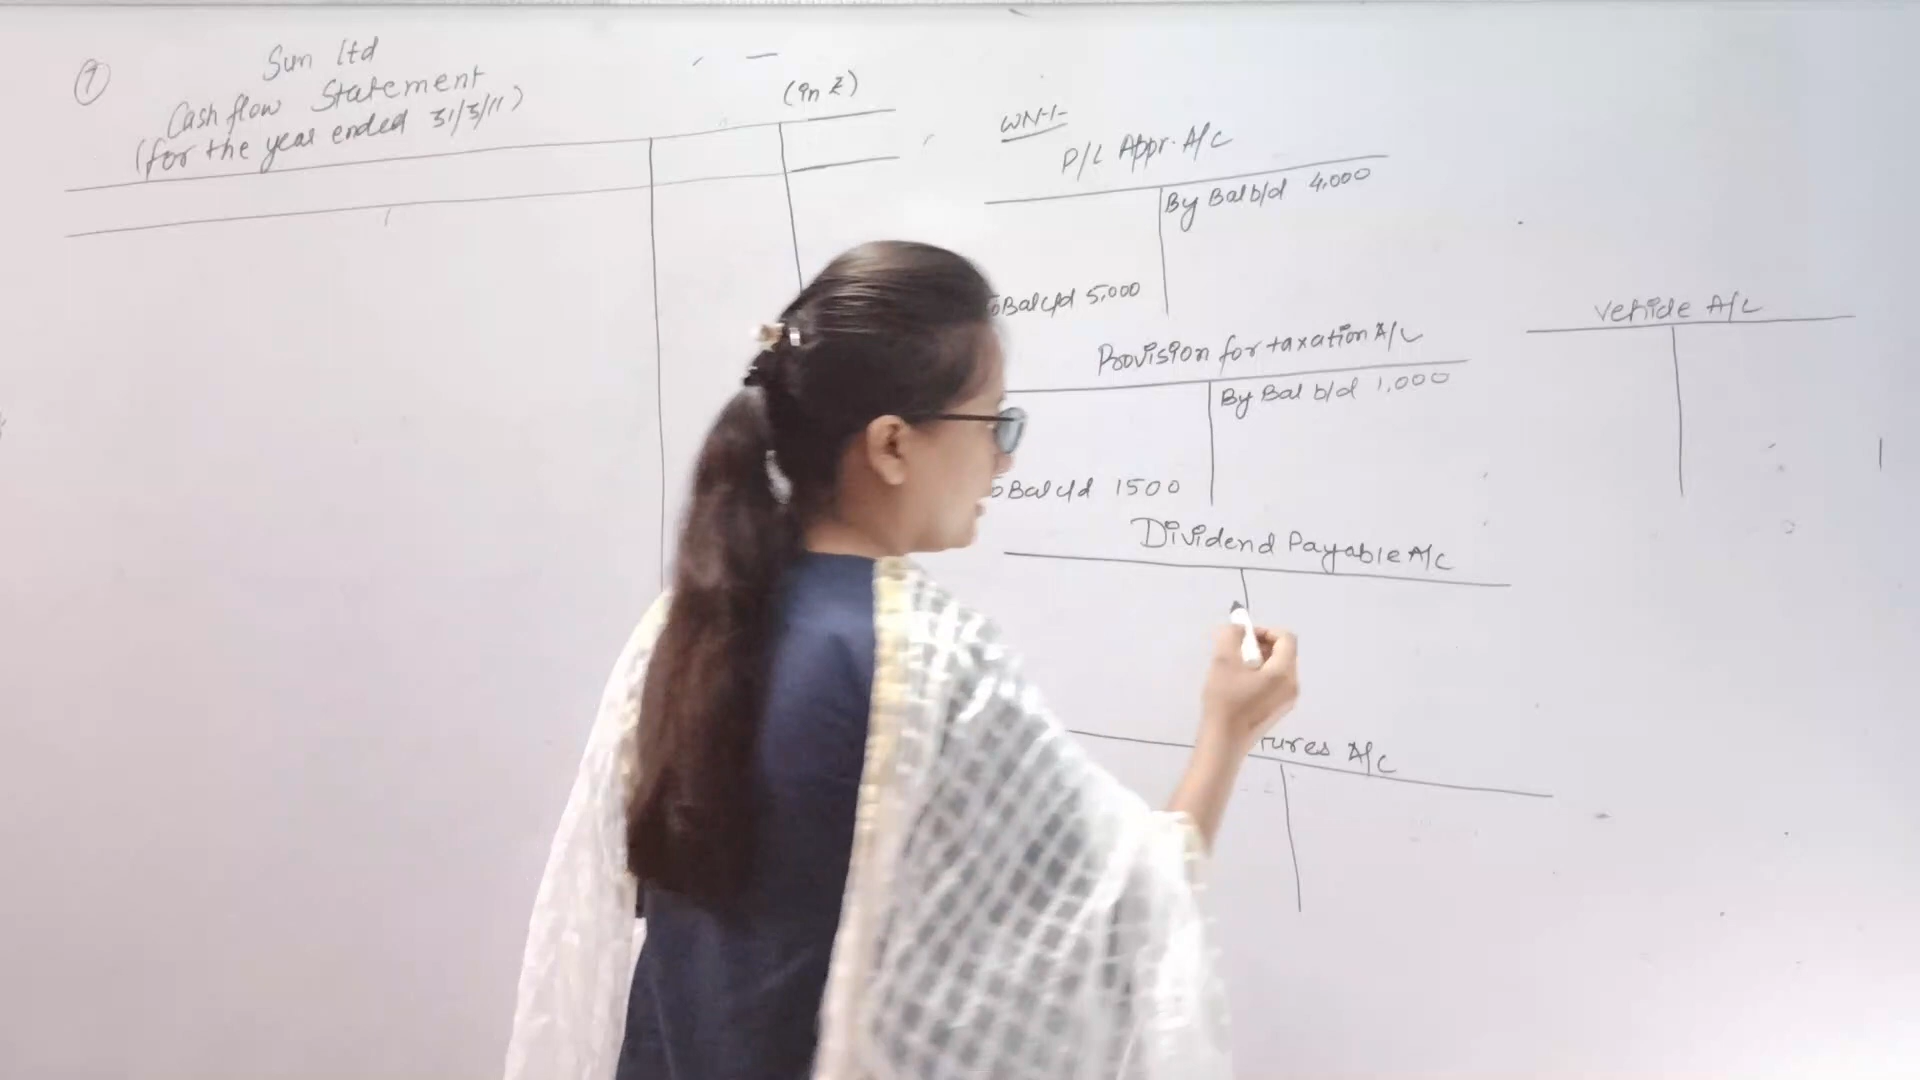 ①
Sun Ltd
Cash flow Statement
(for the year ended 31/3/11)
(in ₹)
WN-1-
P/L Appr. A/c
By Bal b/d 4,000
Bal c/d 5,000
Provision for taxation A/c
By Bal b/d 1,000
Bal c/d 1500
Dividend Payable A/c
tures A/c
Vehicle A/c